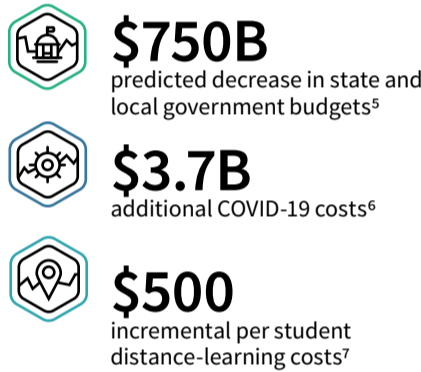 $750B
predicted decrease in state and
local government budgets⁵
$3.7B
additional COVID-19 costs⁶
$500
incremental per student
distance-learning costs⁷